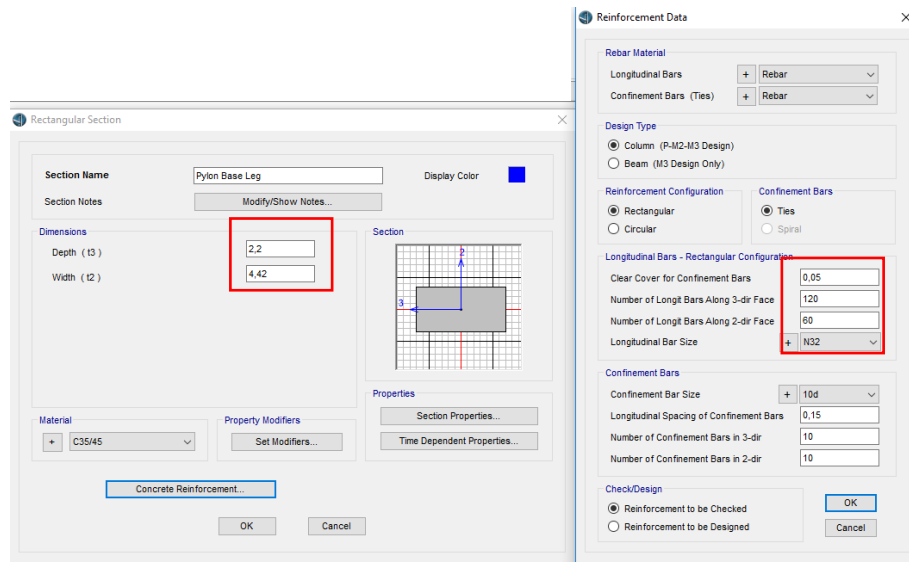 Reinforcement Data
Rebar Material
Longitudinal Bars + Rebar
Confinement Bars (Ties) + Rebar
Rectangular Section
Design Type
Column (P-M2-M3 Design)
Beam (M3 Design Only)
Section Name Pylon Base Leg Display Color
Section Notes Modify/Show Notes...
Reinforcement Configuration Confinement Bars
Rectangular Ties
Circular Spiral
Dimensions Section
Depth ( t3 ) 2,2
Width ( t2 ) 4,42
2
3
Longitudinal Bars - Rectangular Configuration
Clear Cover for Confinement Bars 0,05
Number of Longit Bars Along 3-dir Face 120
Number of Longit Bars Along 2-dir Face 60
Longitudinal Bar Size + N32
Confinement Bars
Confinement Bar Size + 10d
Longitudinal Spacing of Confinement Bars 0,15
Number of Confinement Bars in 3-dir 10
Number of Confinement Bars in 2-dir 10
Properties
Section Properties...
Time Dependent Properties...
Material Property Modifiers
+ C35/45 Set Modifiers...
Concrete Reinforcement...
OK Cancel
Check/Design
Reinforcement to be Checked OK
Reinforcement to be Designed Cancel